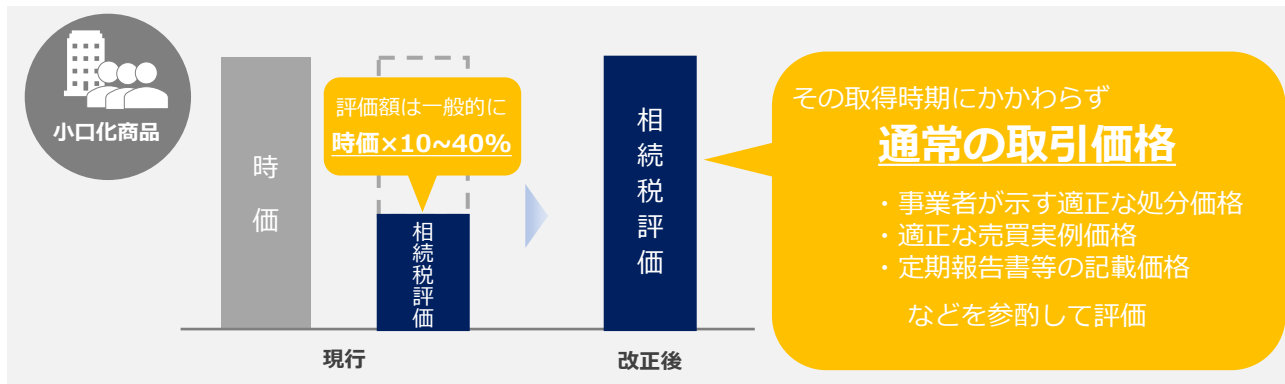 小口化商品
時価
評価額は一般的に
時価×10~40%
相続税評価
現行
相続税評価
改正後
その取得時期にかかわらず
通常の取引価格
・事業者が示す適正な処分価格
・適正な売買実例価格
・定期報告書等の記載価格
などを参酌して評価